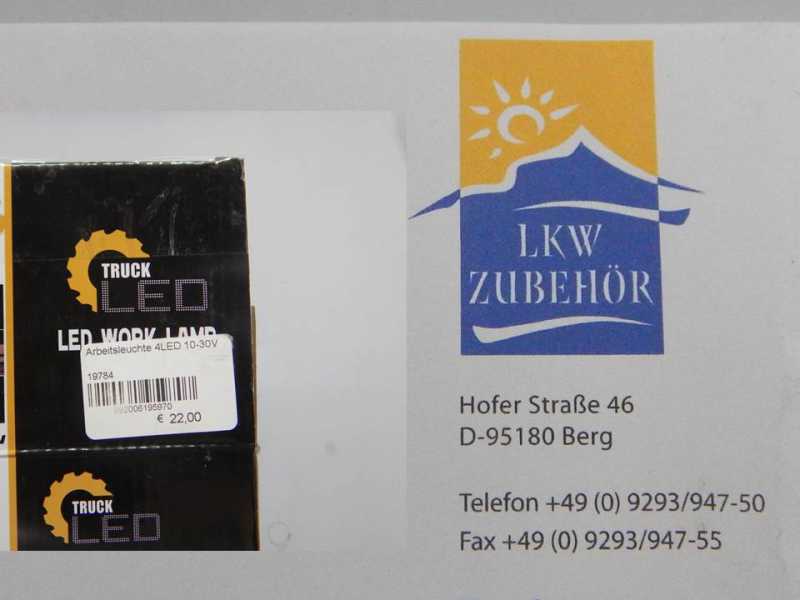 TRUCK
LED
LED WORK LAMP
Arbeitsleuchte 4LED 10-30V
19784
€ 22,00
TRUCK
LED
LKW
ZUBEHÖR
Hofer Straße 46
D-95180 Berg
Telefon +49 (0) 9293/947-50
Fax +49 (0) 9293/947-55